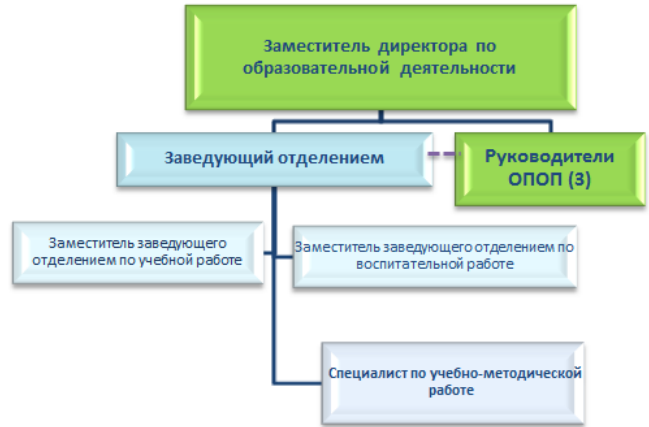 Заместитель директора по
образовательной деятельности
Заведующий отделением
Руководители
ОПОП (3)
Заместитель заведующего
отделением по учебной работе
Заместитель заведующего отделением по
воспитательной работе
Специалист по учебно-методической
работе